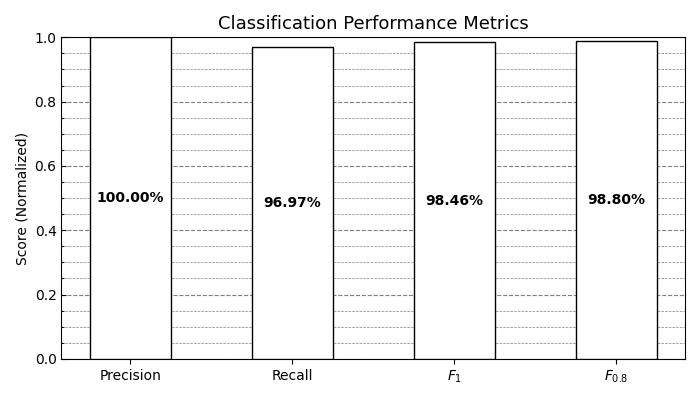 Classification Performance Metrics
Score (Normalized)
1.0
0.8
0.6
0.4
0.2
0.0
100.00%
96.97%
98.46%
98.80%
Precision
Recall
F₁
F₀.₈